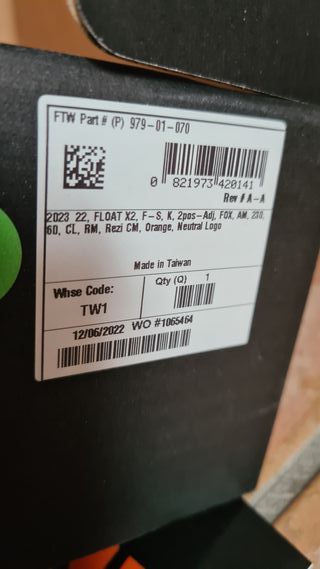 FTW Part # (P) 979-01-070
0 821973 420141
Rev # A - A
2023 22, FLOAT X2, F-S, K, 2pos-Adj, FOX, AM, 230,
60, CL, RM, Rezi CM, Orange, Neutral Logo
Made in Taiwan
Whse Code:
TW1
Qty (Q) 1
12/06/2022 WO #1065464